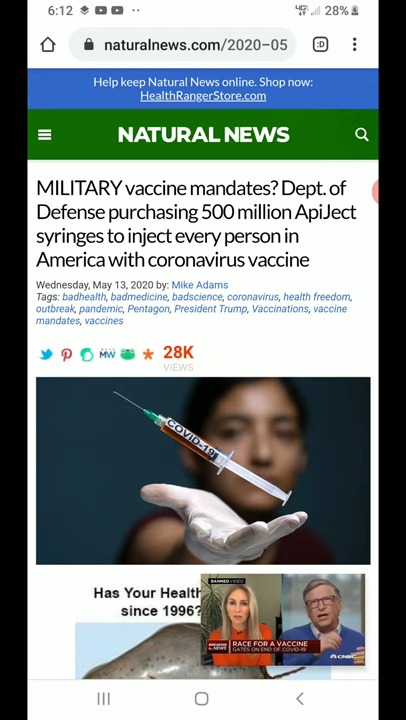 6:12
28%
naturalnews.com/2020–05
:D
Help keep Natural News online. Shop now:
HealthRangerStore.com
NATURAL NEWS
MILITARY vaccine mandates? Dept. of
Defense purchasing 500 million ApiJect
syringes to inject every person in
America with coronavirus vaccine
Wednesday, May 13, 2020 by: Mike Adams
Tags: badhealth, badmedicine, badscience, coronavirus, health freedom,
outbreak, pandemic, Pentagon, President Trump, Vaccinations, vaccine
mandates, vaccines
MW
28K
VIEWS
COVID-19
Has Your Health
since 1996?
BANNED.VIDEO
BREAKING NEWS
RACE FOR A VACCINE
GATES ON END OF COVID-19
CNBC